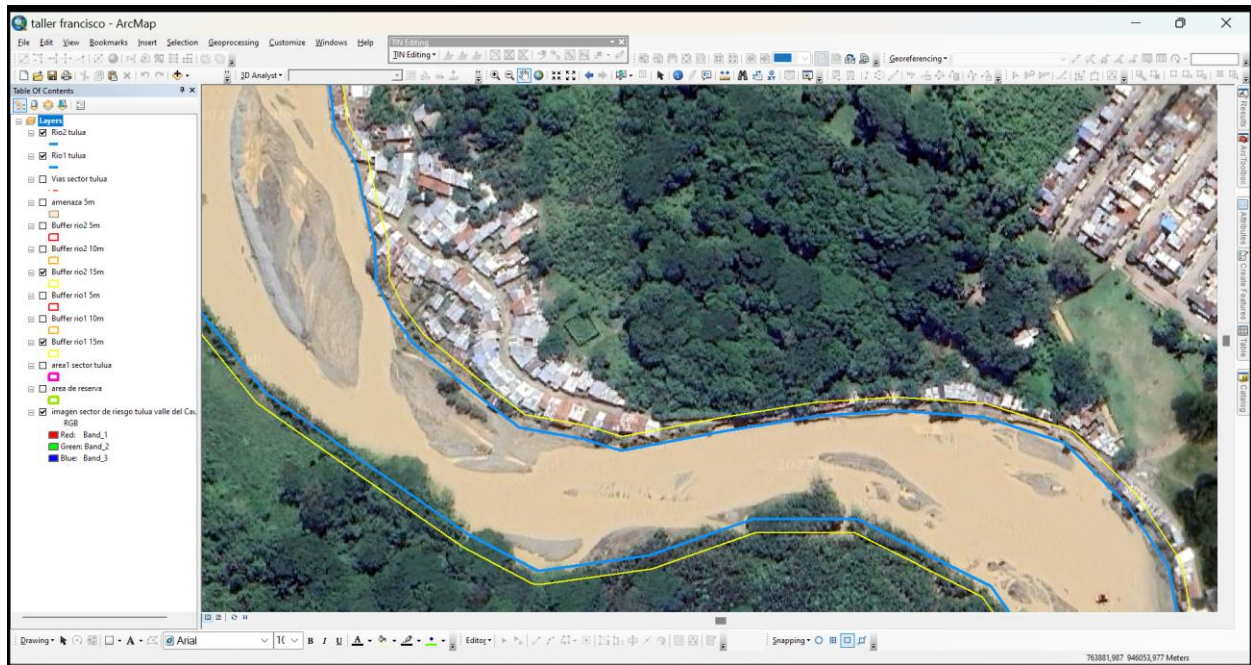 taller francisco - ArcMap
File Edit View Bookmarks Insert Selection Geoprocessing Customize Windows Help
TIN Editing
TIN Editing
Georeferencing
3D Analyst
Table Of Contents
Layers
Rio2 tulua
Rio1 tulua
Vias sector tulua
amenaza 5m
Buffer rio2 5m
Buffer rio2 10m
Buffer rio2 15m
Buffer rio1 5m
Buffer rio1 10m
Buffer rio1 15m
area1 sector tulua
area de reserva
imagen sector de riesgo tulua valle del Cau
RGB
Red: Band_1
Green: Band_2
Blue: Band_3
Results
ArcToolbox
Attributes
Create Features
Table
Catalog
Drawing
A
Arial
10
B I U A
Editor
Snapping
763881,987 946053,977 Meters